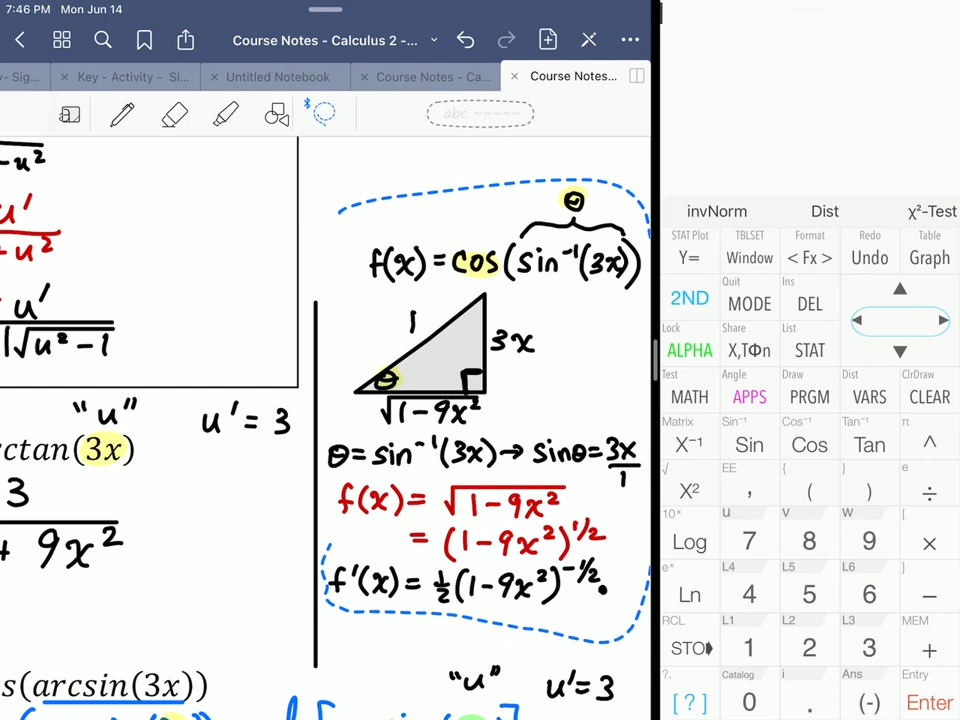 7:46 PM Mon Jun 14
Course Notes - Calculus 2 -...
y- Sig...
× Key - Activity - Si...
× Untitled Notebook
× Course Notes - Ca...
× Course Notes...
abc ~~~~~
- u²
u'
- u²
u'
|√u² - 1
"u"
u' = 3
rctan(3x)
3
+ 9x²
θ
f(x) = cos(sin⁻¹(3x))
1
3x
θ
√1 - 9x²
θ = sin⁻¹(3x) → sinθ = 3x/1
f(x) = √1 - 9x²
= (1 - 9x²)^1/2
f'(x) = ½(1 - 9x²)^-1/2 •
"u" u' = 3
s(arcsin(3x))
invNorm Dist χ²-Test
STAT Plot TBLSET Format Redo Table
Y= Window < Fx > Undo Graph
Quit Ins
2ND MODE DEL
Lock Share List
ALPHA X,TΦn STAT
Test Angle Draw Dist ClrDraw
MATH APPS PRGM VARS CLEAR
Matrix Sin⁻¹ Cos⁻¹ Tan⁻¹ π
X⁻¹ Sin Cos Tan ^
√ EE { } e
X² , ( ) ÷
10ˣ u v w [
Log 7 8 9 ×
eˣ L4 L5 L6 ]
Ln 4 5 6 −
RCL L1 L2 L3 MEM
STO 1 2 3 +
?. Catalog i Ans Entry
[ ? ] 0 . (-) Enter